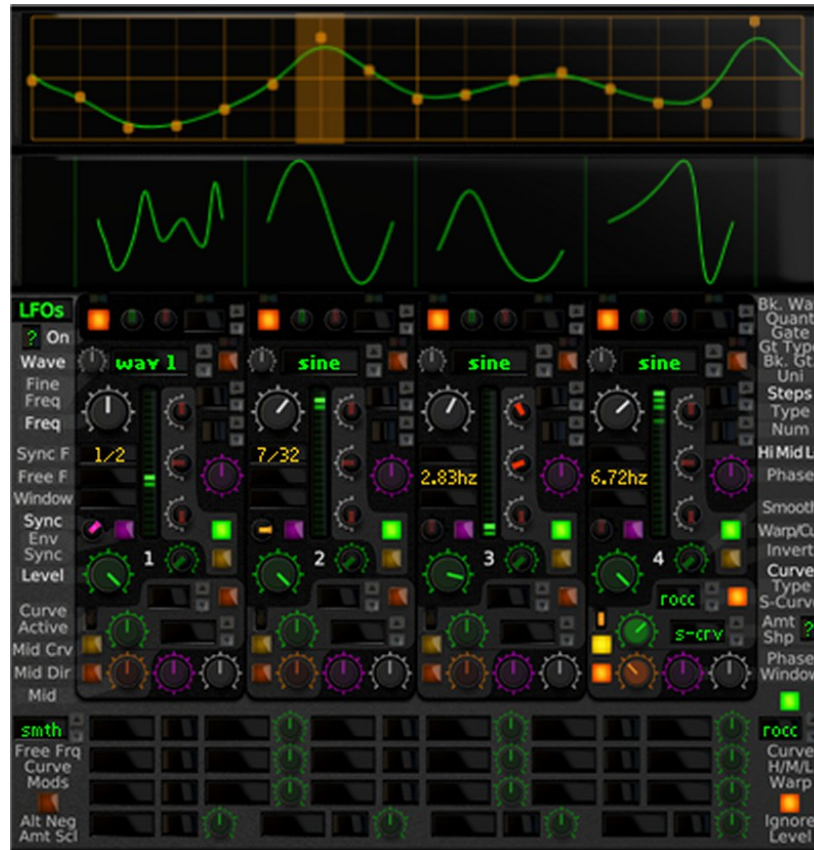 LFOs
? On
Wave
Fine
Freq
Freq
Sync F
Free F
Window
Sync
Env
Sync
Level
Curve
Active
Mid Crv
Mid Dir
Mid
smth
Free Frq
Curve
Mods
Alt Neg
Amt Scl
wav 1
sine
sine
sine
1/2
7/32
2.83hz
6.72hz
1
2
3
4
rocc
s-crv
Bk. Wav
Quant
Gate
Gt Type
Bk. Gt
Uni
Steps
Type
Num
Hi Mid L
Phase
Smooth
Warp/Cu
Invert
Curve
Type
S-Curve
Amt ?
Shp
Phase
Window
rocc
Curve
H/M/L
Warp
Ignore
Level